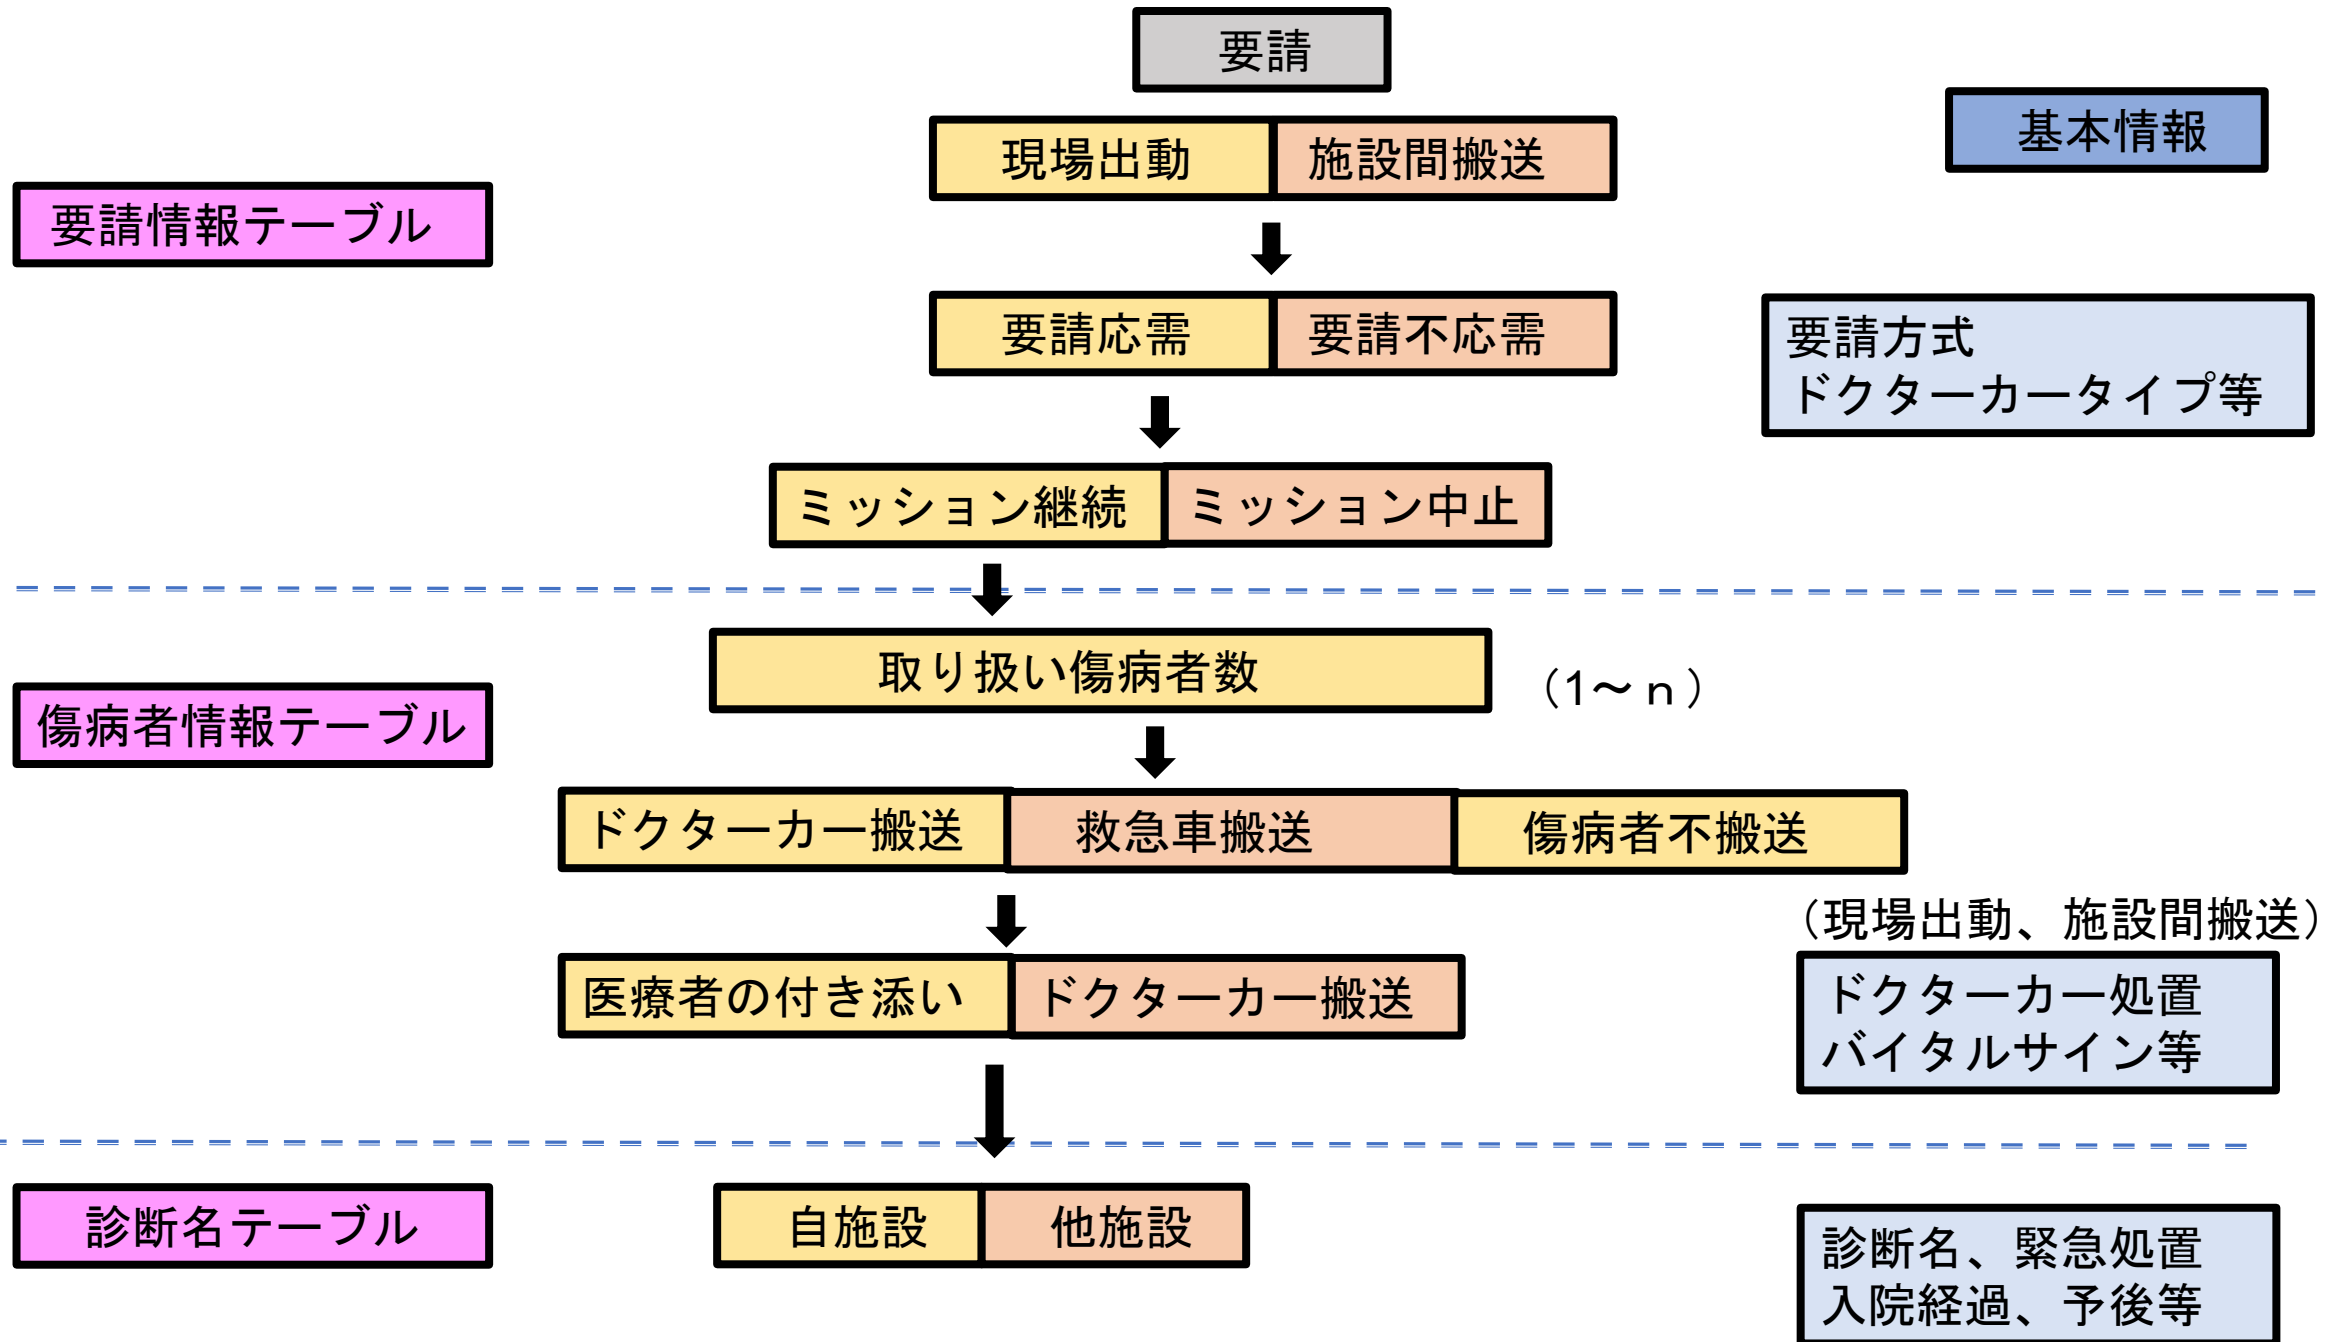 要請
基本情報
現場出動
施設間搬送
要請情報テーブル
要請応需
要請不応需
要請方式
ドクターカータイプ等
ミッション継続
ミッション中止
取り扱い傷病者数
(1～ｎ)
傷病者情報テーブル
ドクターカー搬送
救急車搬送
傷病者不搬送
(現場出動、施設間搬送)
医療者の付き添い
ドクターカー搬送
ドクターカー処置
バイタルサイン等
診断名テーブル
自施設
他施設
診断名、緊急処置
入院経過、予後等